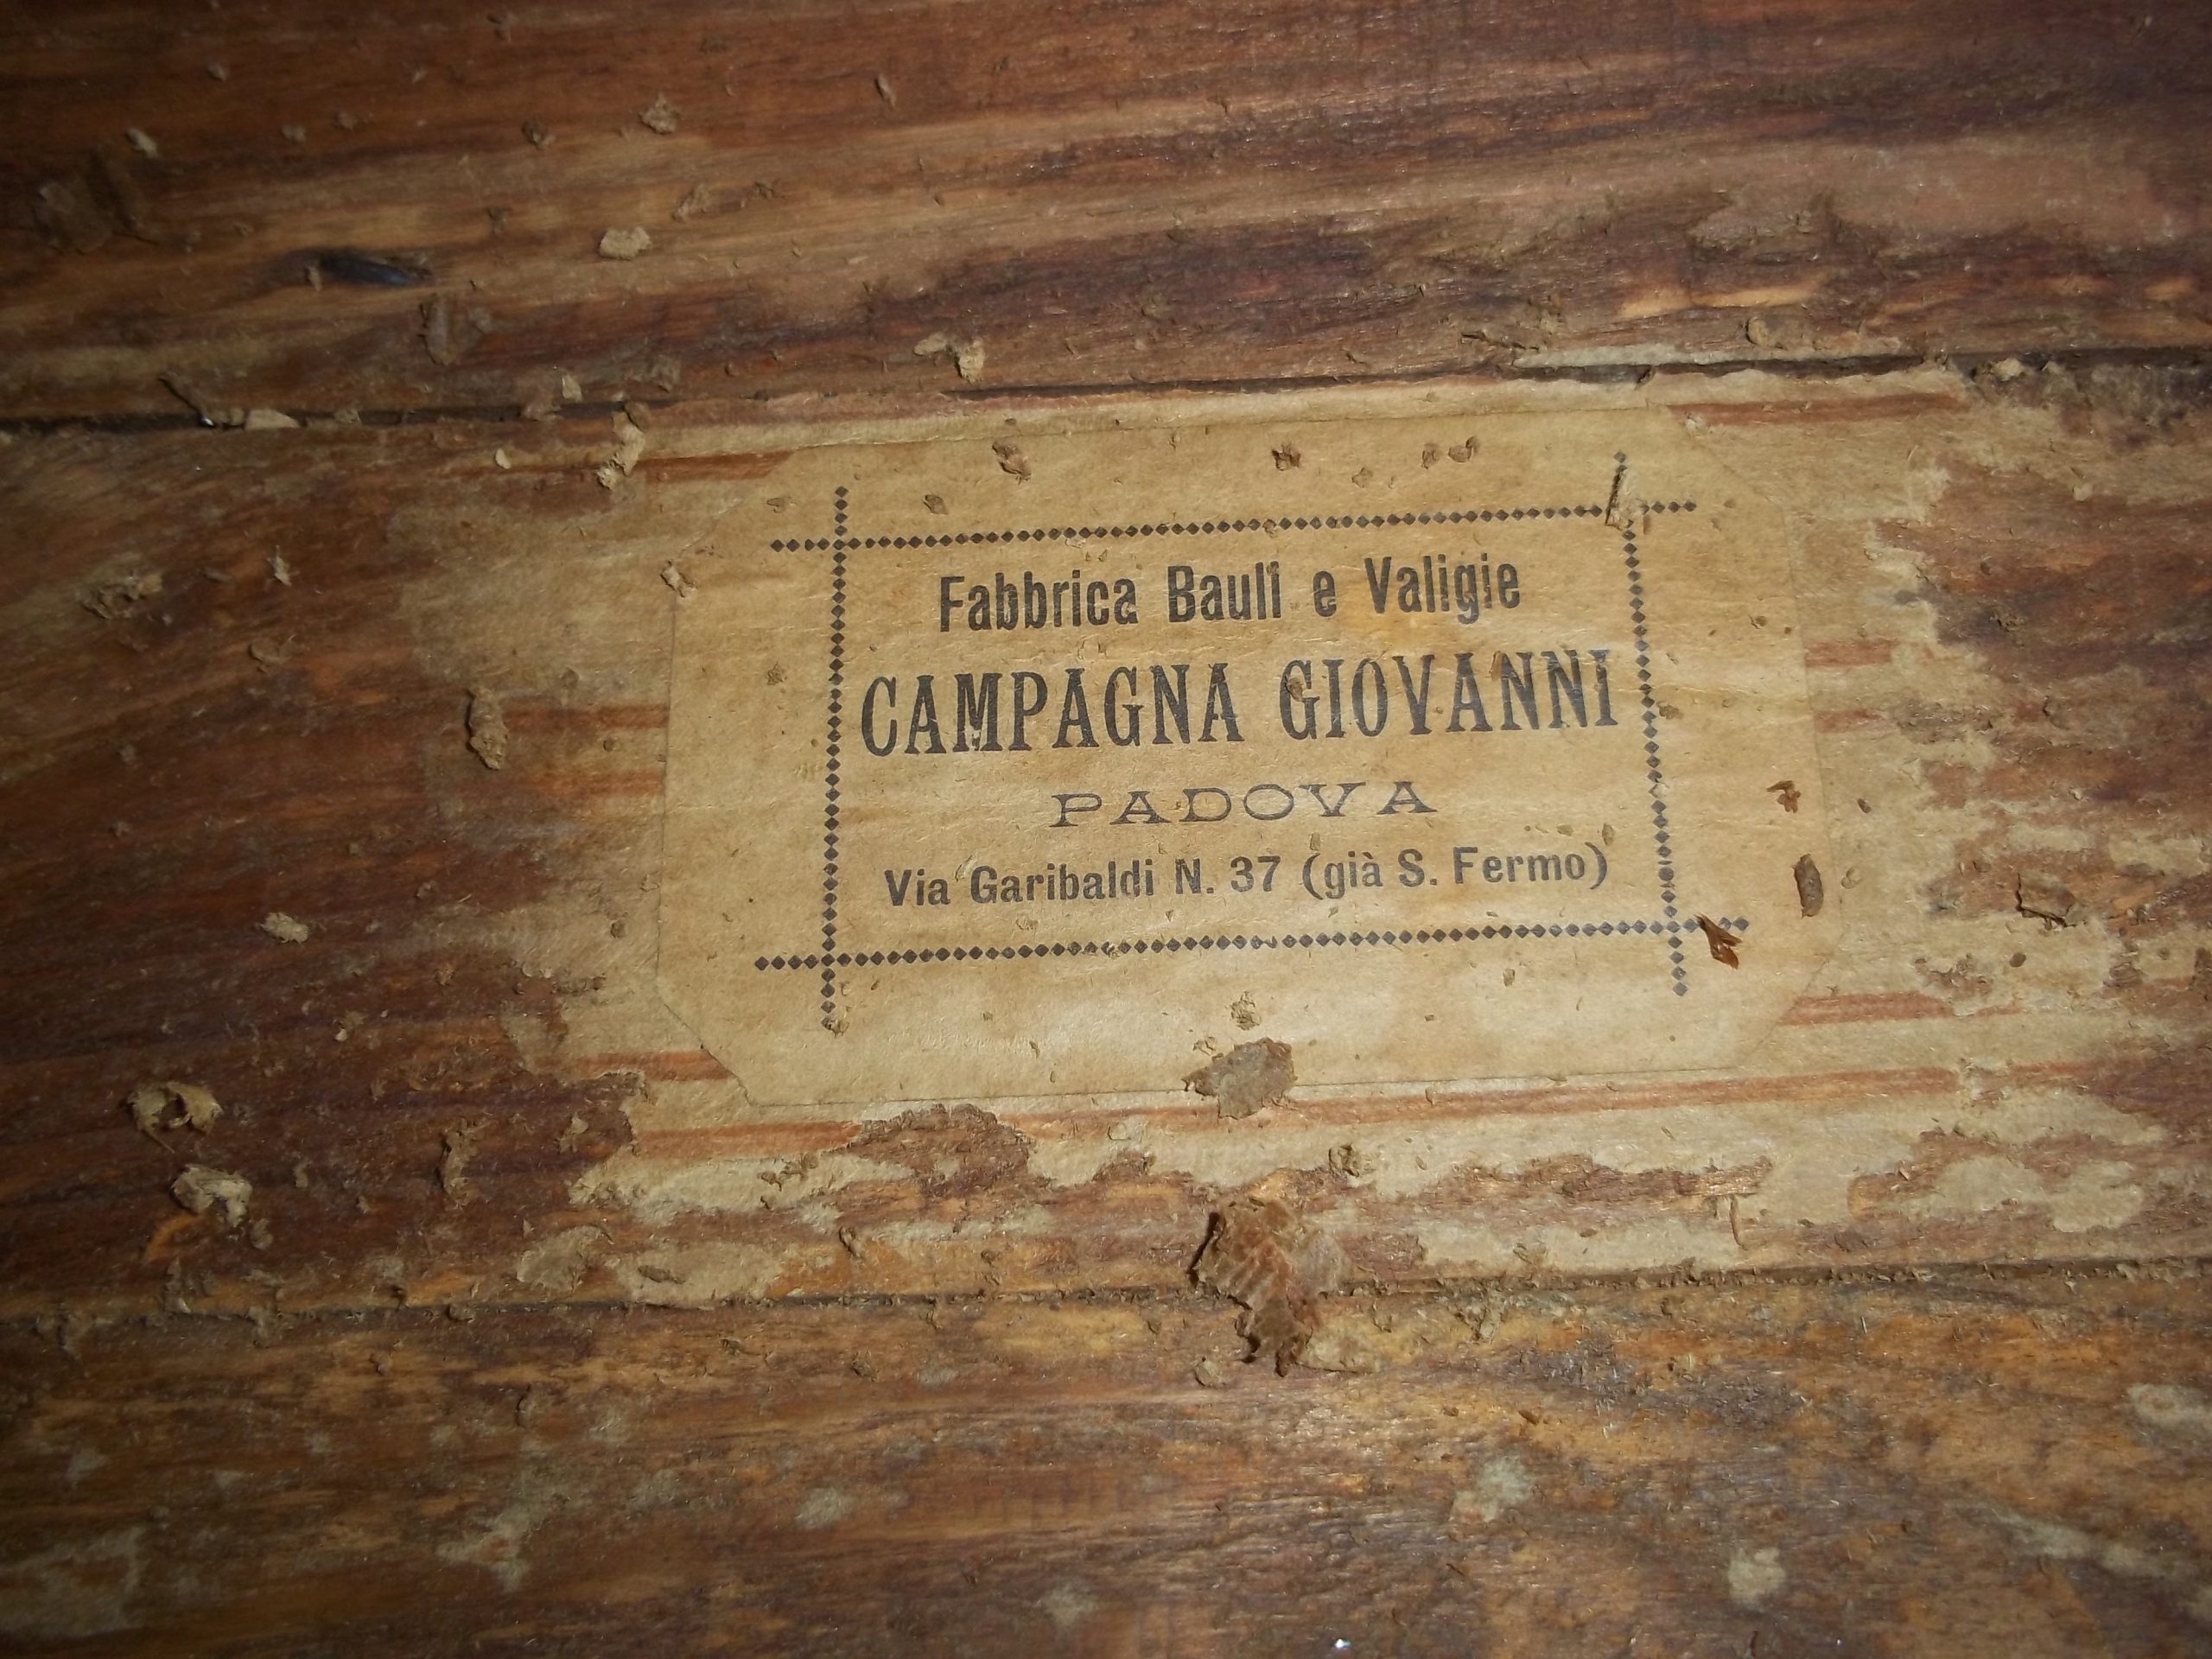 Fabbrica Bauli e Valigie
CAMPAGNA GIOVANNI
PADOVA
Via Garibaldi N. 37 (già S. Fermo)